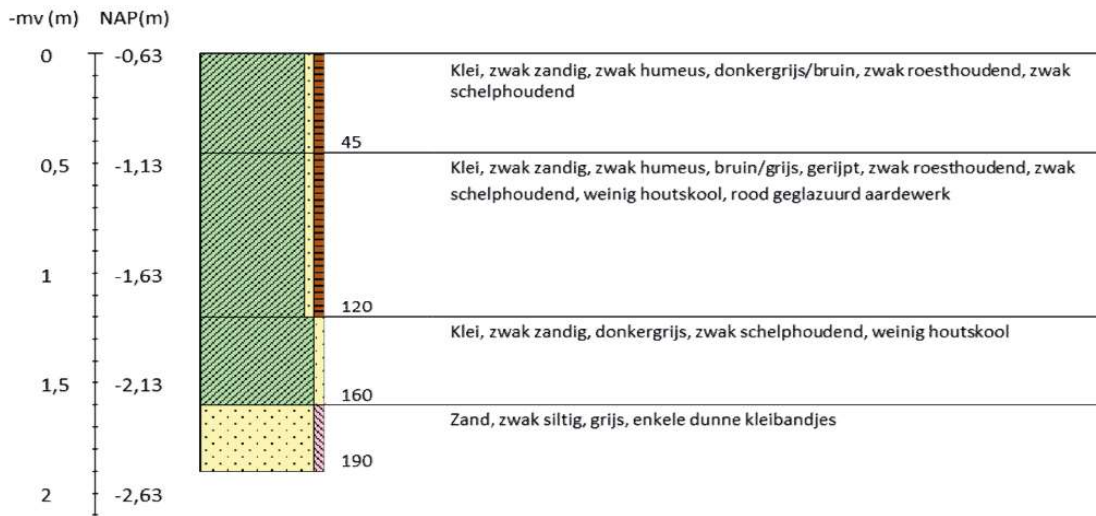 -mv (m) NAP(m)
0 -0,63
Klei, zwak zandig, zwak humeus, donkergrijs/bruin, zwak roesthoudend, zwak
schelphoudend
45
0,5 -1,13
Klei, zwak zandig, zwak humeus, bruin/grijs, gerijpt, zwak roesthoudend, zwak
schelphoudend, weinig houtskool, rood geglazuurd aardewerk
1 -1,63
120
Klei, zwak zandig, donkergrijs, zwak schelphoudend, weinig houtskool
1,5 -2,13
160
Zand, zwak siltig, grijs, enkele dunne kleibandjes
190
2 -2,63